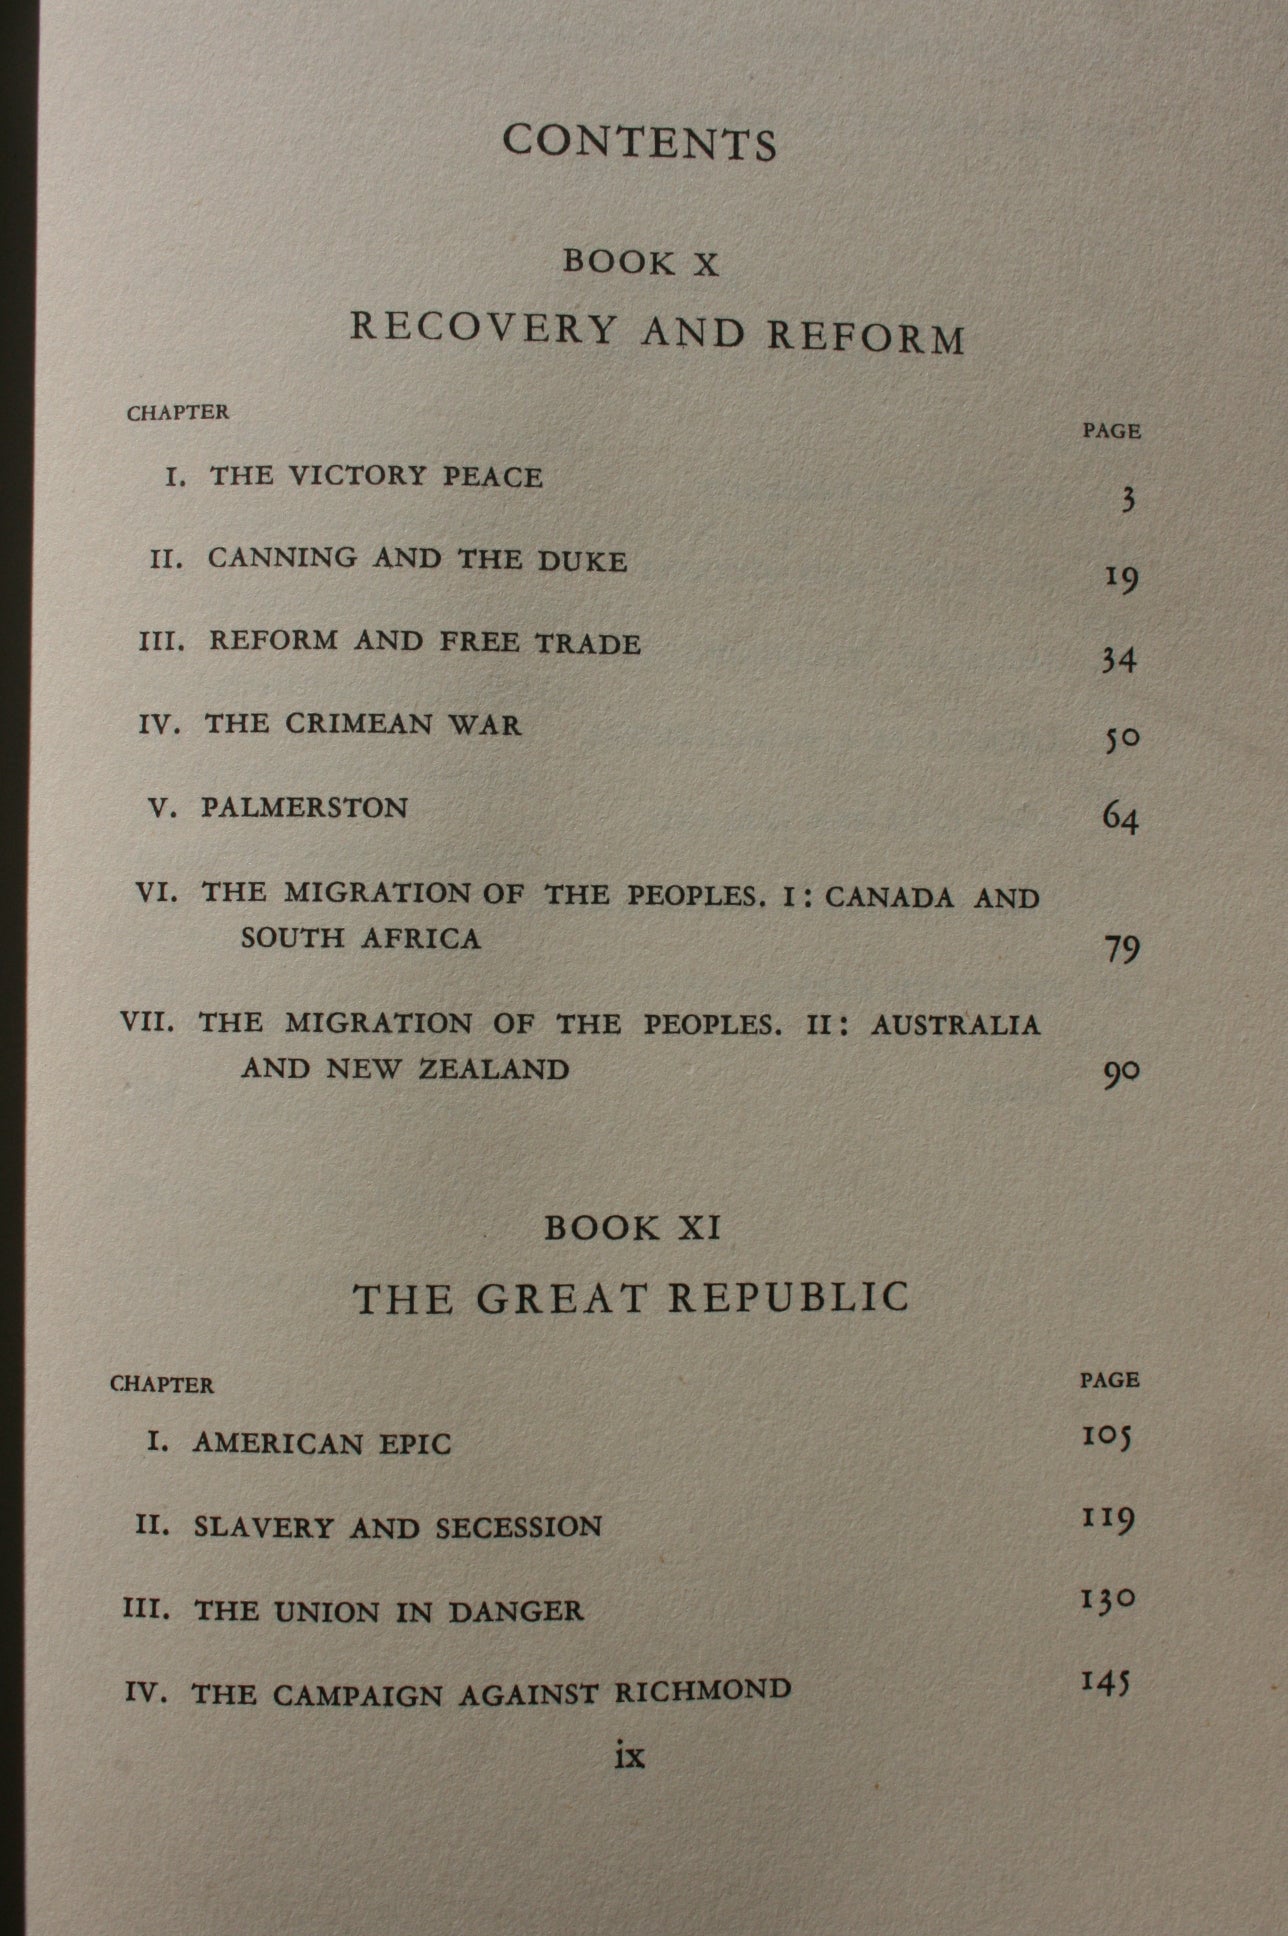 CONTENTS
BOOK X
RECOVERY AND REFORM
CHAPTER PAGE
I. THE VICTORY PEACE 3
II. CANNING AND THE DUKE 19
III. REFORM AND FREE TRADE 34
IV. THE CRIMEAN WAR 50
V. PALMERSTON 64
VI. THE MIGRATION OF THE PEOPLES. I: CANADA AND
SOUTH AFRICA 79
VII. THE MIGRATION OF THE PEOPLES. II: AUSTRALIA
AND NEW ZEALAND 90
BOOK XI
THE GREAT REPUBLIC
CHAPTER PAGE
I. AMERICAN EPIC 105
II. SLAVERY AND SECESSION 119
III. THE UNION IN DANGER 130
IV. THE CAMPAIGN AGAINST RICHMOND 145
ix